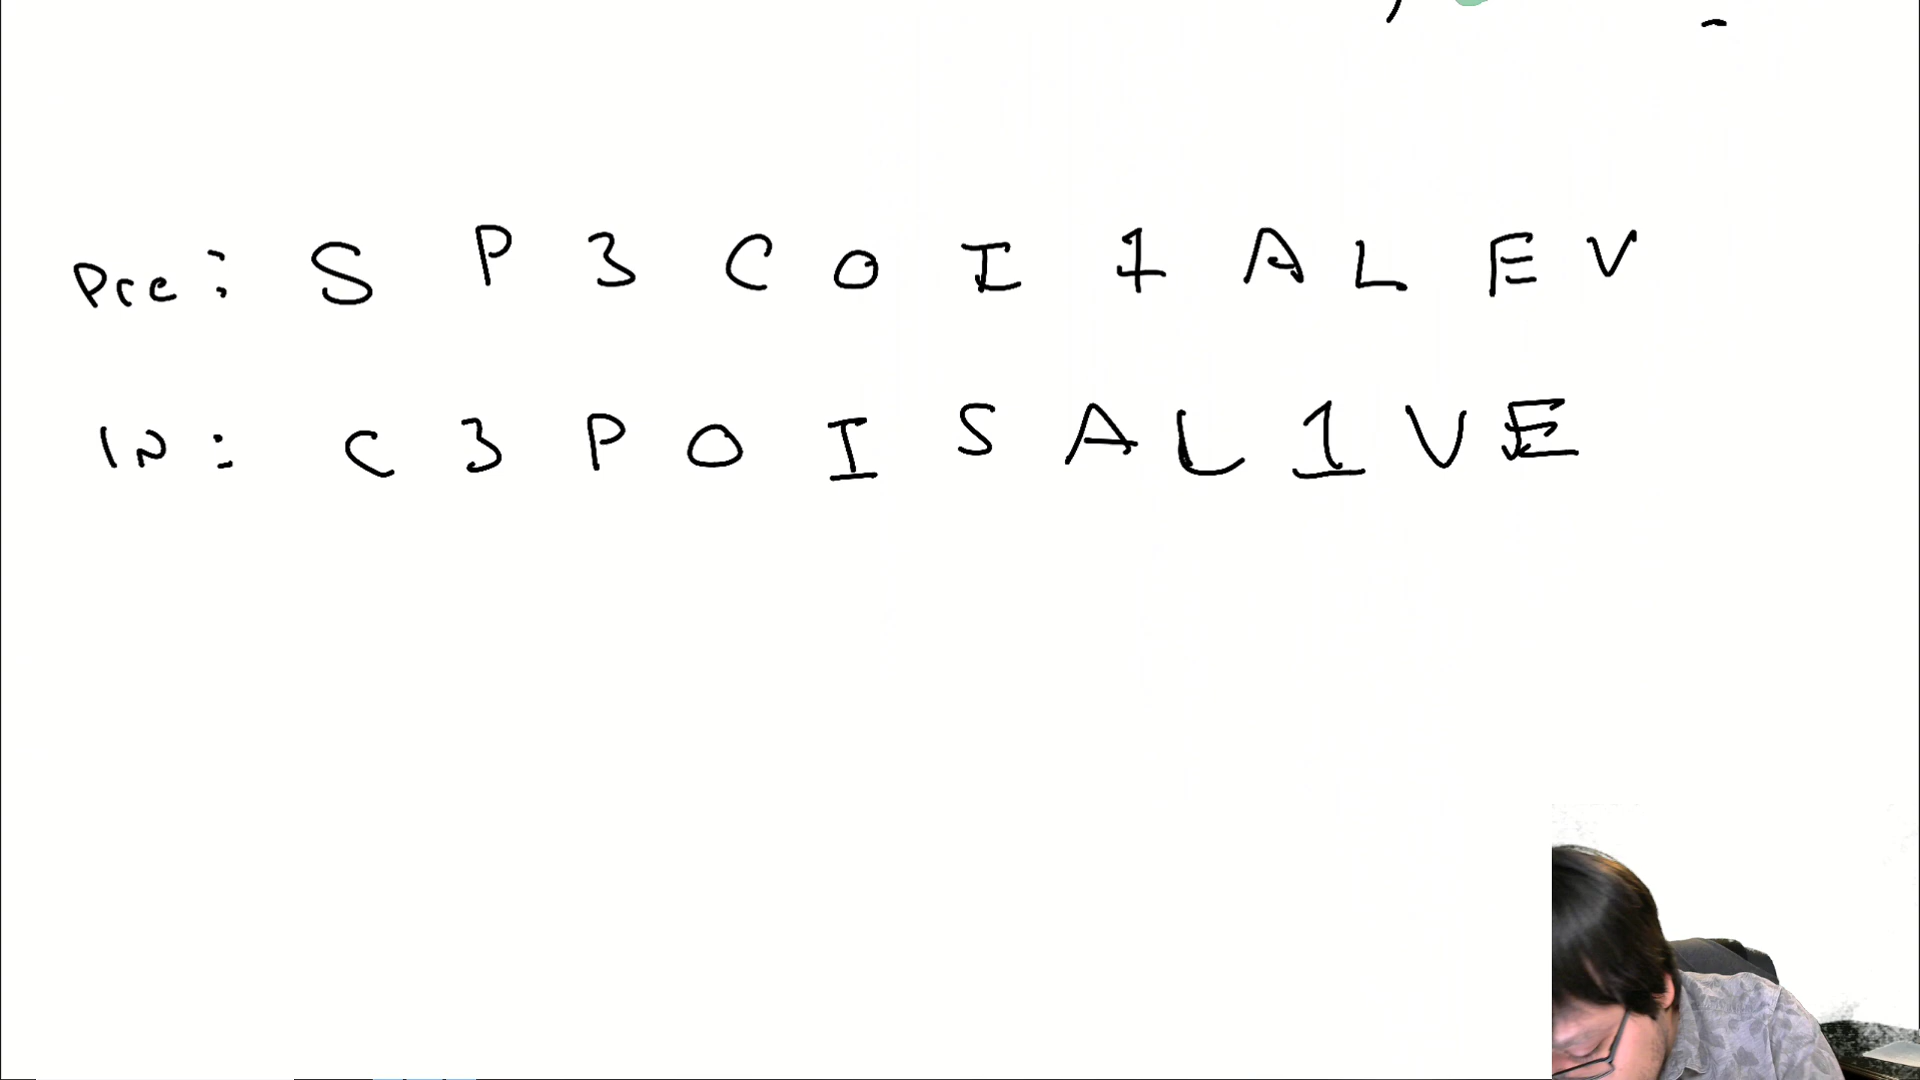 Pre: S P 3 C O I 1 A L E V
IN: C 3 P O I S A L 1 V E